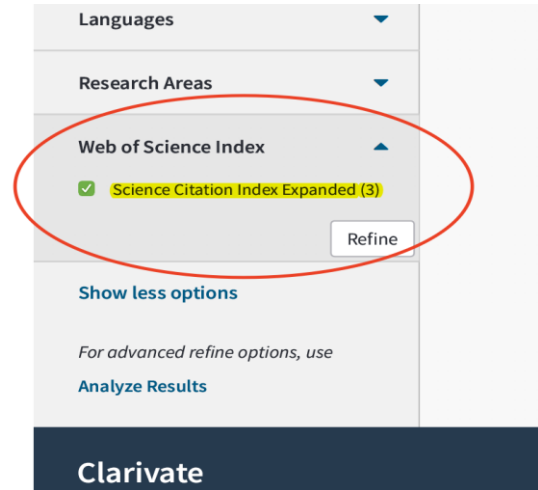 Languages
Research Areas
Web of Science Index
Science Citation Index Expanded (3)
Refine
Show less options
For advanced refine options, use
Analyze Results
Clarivate